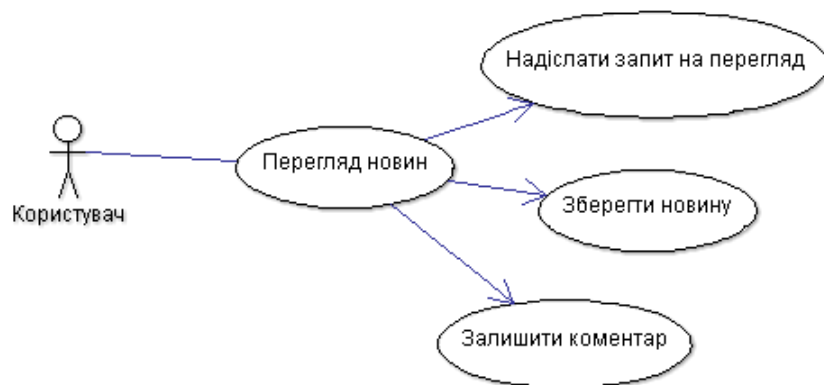 Надіслати запит на перегляд
Перегляд новин
Зберегти новину
Користувач
Залишити коментар